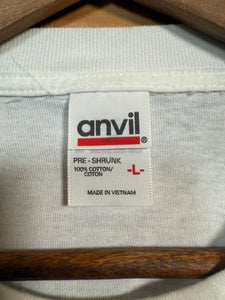 anvil®
PRE-SHRUNK
100% COTTON/
COTON
-L-
MADE IN VIETNAM